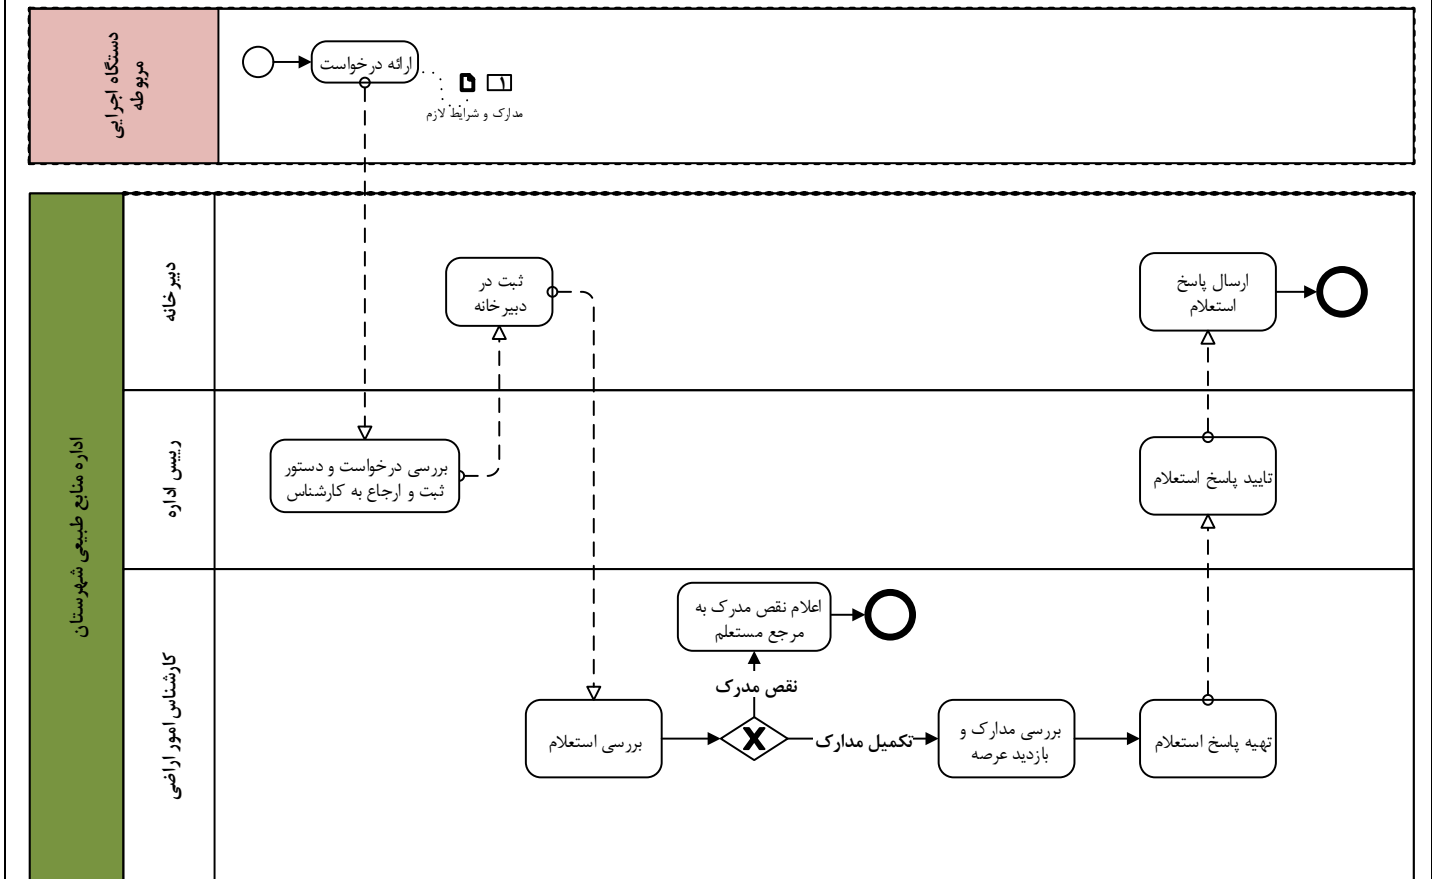 دستگاه اجرایی
مربوطه
ارائه درخواست
۱
مدارک و شرایط لازم
اداره منابع طبیعی شهرستان
دبیرخانه
ثبت در
دبیرخانه
ارسال پاسخ
استعلام
رییس اداره
بررسی درخواست و دستور
ثبت و ارجاع به کارشناس
تایید پاسخ استعلام
کارشناس امور اراضی
اعلام نقص مدرک به
مرجع مستعلم
نقص مدرک
بررسی استعلام
X
تکمیل مدارک
بررسی مدارک و
بازدید عرصه
تهیه پاسخ استعلام